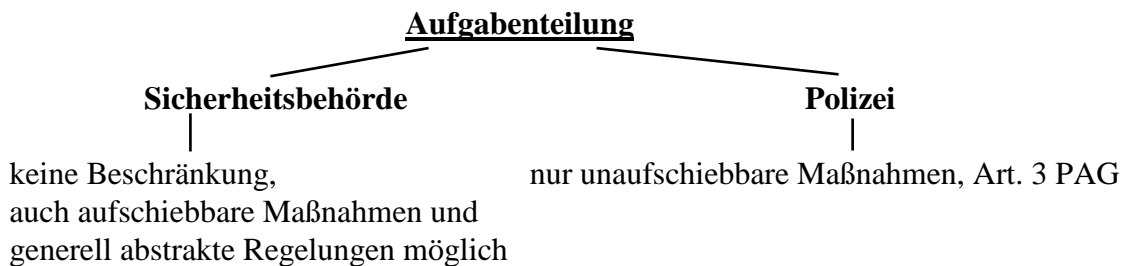 Aufgabenteilung
Sicherheitsbehörde
Polizei
keine Beschränkung,
auch aufschiebbare Maßnahmen und
generell abstrakte Regelungen möglich
nur unaufschiebbare Maßnahmen, Art. 3 PAG